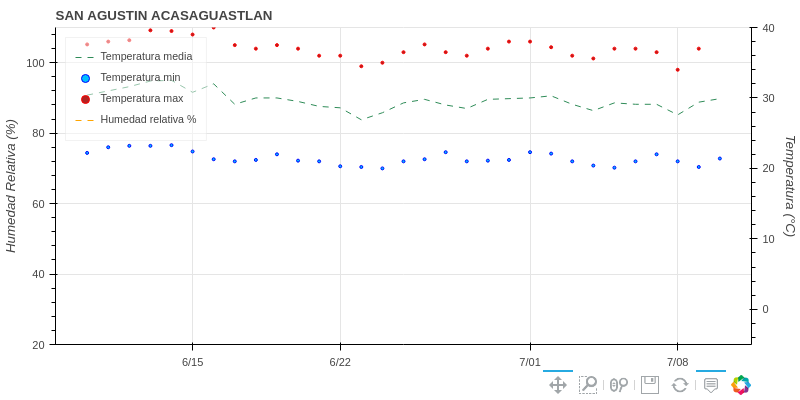 SAN AGUSTIN ACASAGUASTLAN
Temperatura media
Temperatura min
Temperatura max
Humedad relativa %
Humedad Relativa (%)
100
80
60
40
20
Temperatura (°C)
40
30
20
10
0
6/15
6/22
7/01
7/08